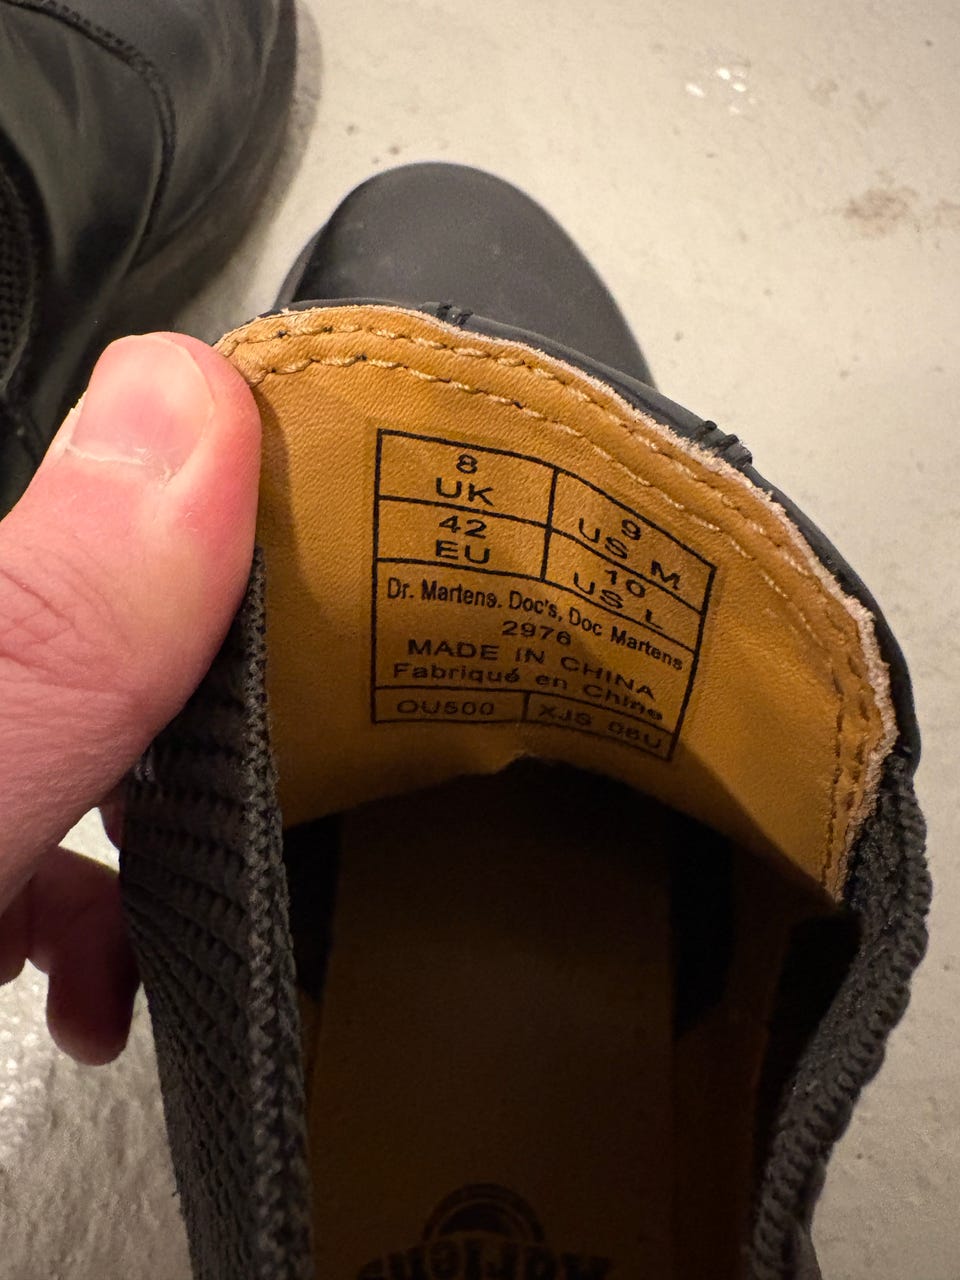 8
UK
9
US M
42
EU
10
US L
Dr. Martens. Doc's, Doc Martens
2976
MADE IN CHINA
Fabriqué en Chine
OU500
XJS 06U